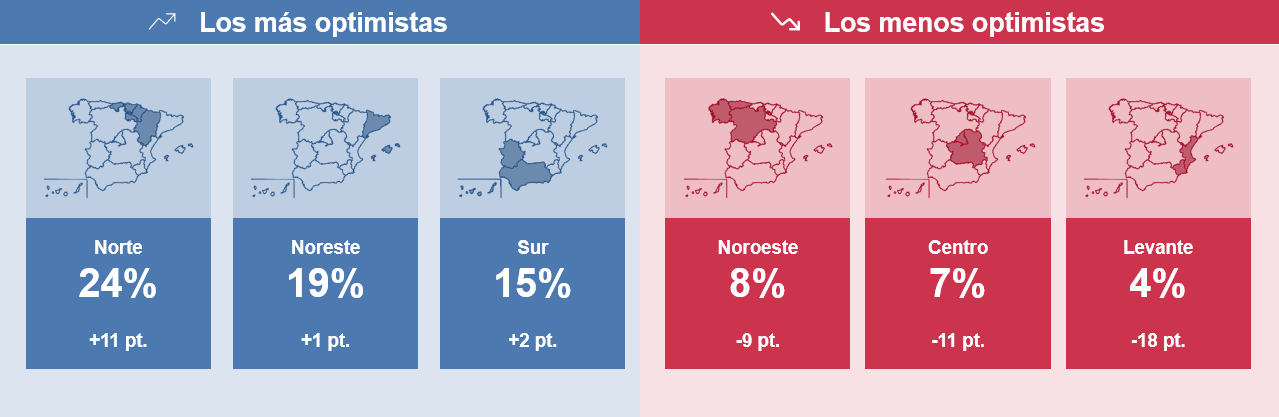 Los más optimistas
Norte
24%
+11 pt.
Noreste
19%
+1 pt.
Sur
15%
+2 pt.
Los menos optimistas
Noroeste
8%
-9 pt.
Centro
7%
-11 pt.
Levante
4%
-18 pt.